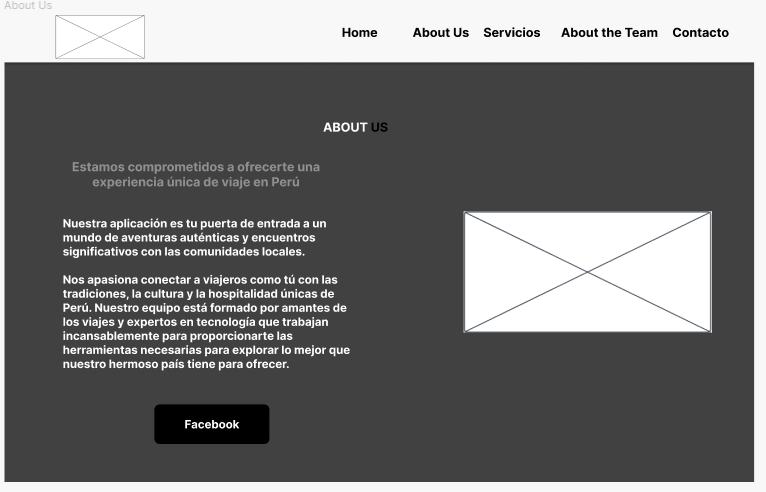 About Us
Home About Us Servicios About the Team Contacto
ABOUT US
Estamos comprometidos a ofrecerte una
experiencia única de viaje en Perú
Nuestra aplicación es tu puerta de entrada a un
mundo de aventuras auténticas y encuentros
significativos con las comunidades locales.
Nos apasiona conectar a viajeros como tú con las
tradiciones, la cultura y la hospitalidad únicas de
Perú. Nuestro equipo está formado por amantes de
los viajes y expertos en tecnología que trabajan
incansablemente para proporcionarte las
herramientas necesarias para explorar lo mejor que
nuestro hermoso país tiene para ofrecer.
Facebook